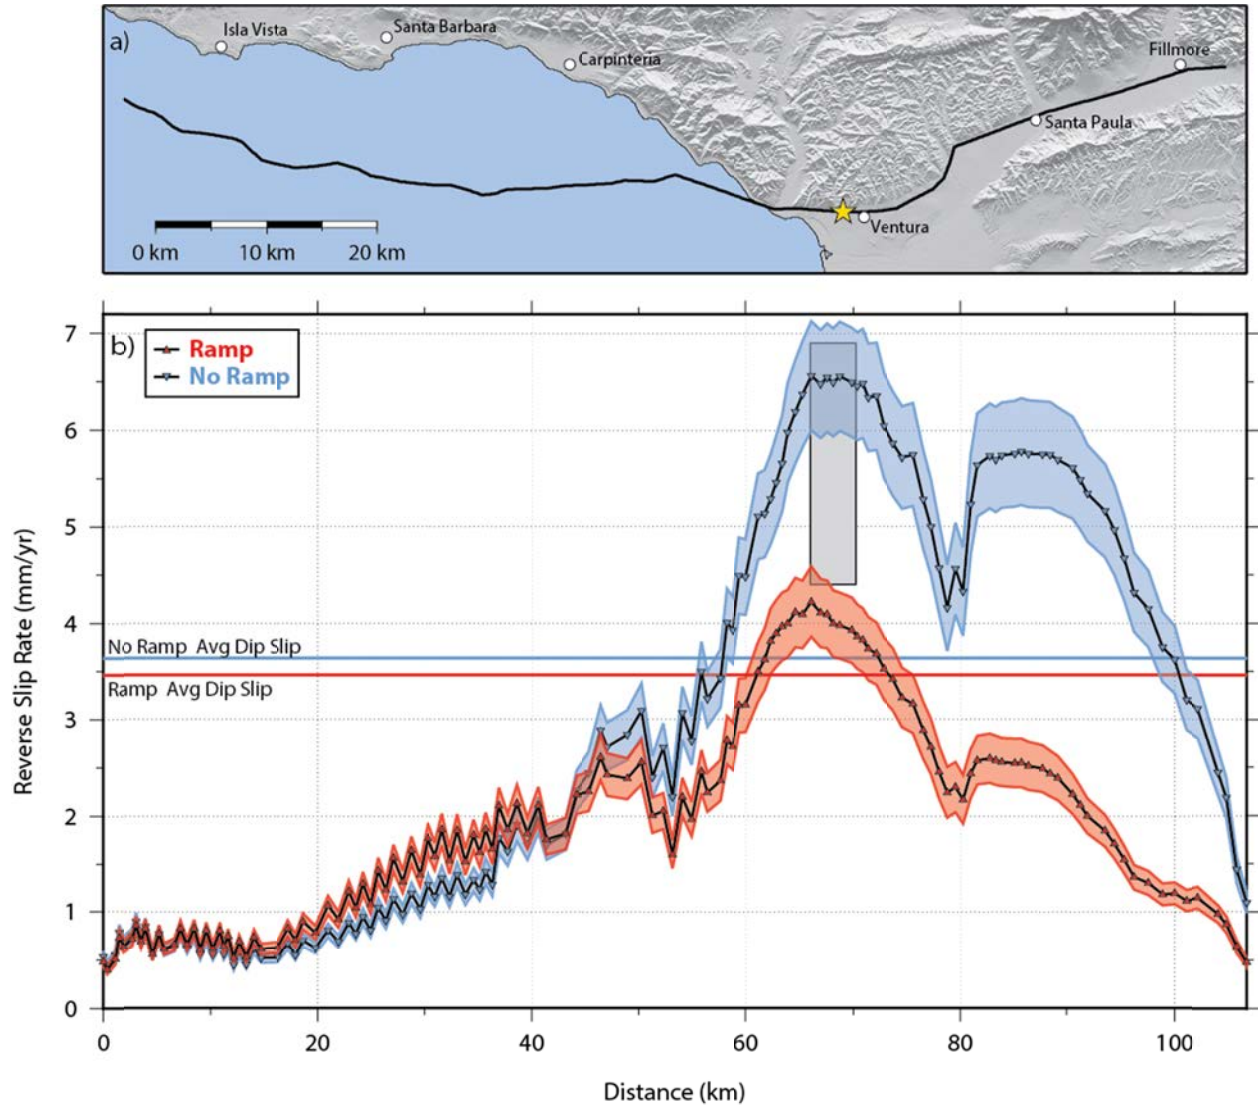 a)
Isla Vista
Santa Barbara
Carpinteria
Fillmore
Santa Paula
Ventura
0 km
10 km
20 km
b)
Ramp
No Ramp
7
6
5
4
3
2
1
0
Reverse Slip Rate (mm/yr)
No Ramp Avg Dip Slip
Ramp Avg Dip Slip
0
20
40
60
80
100
Distance (km)